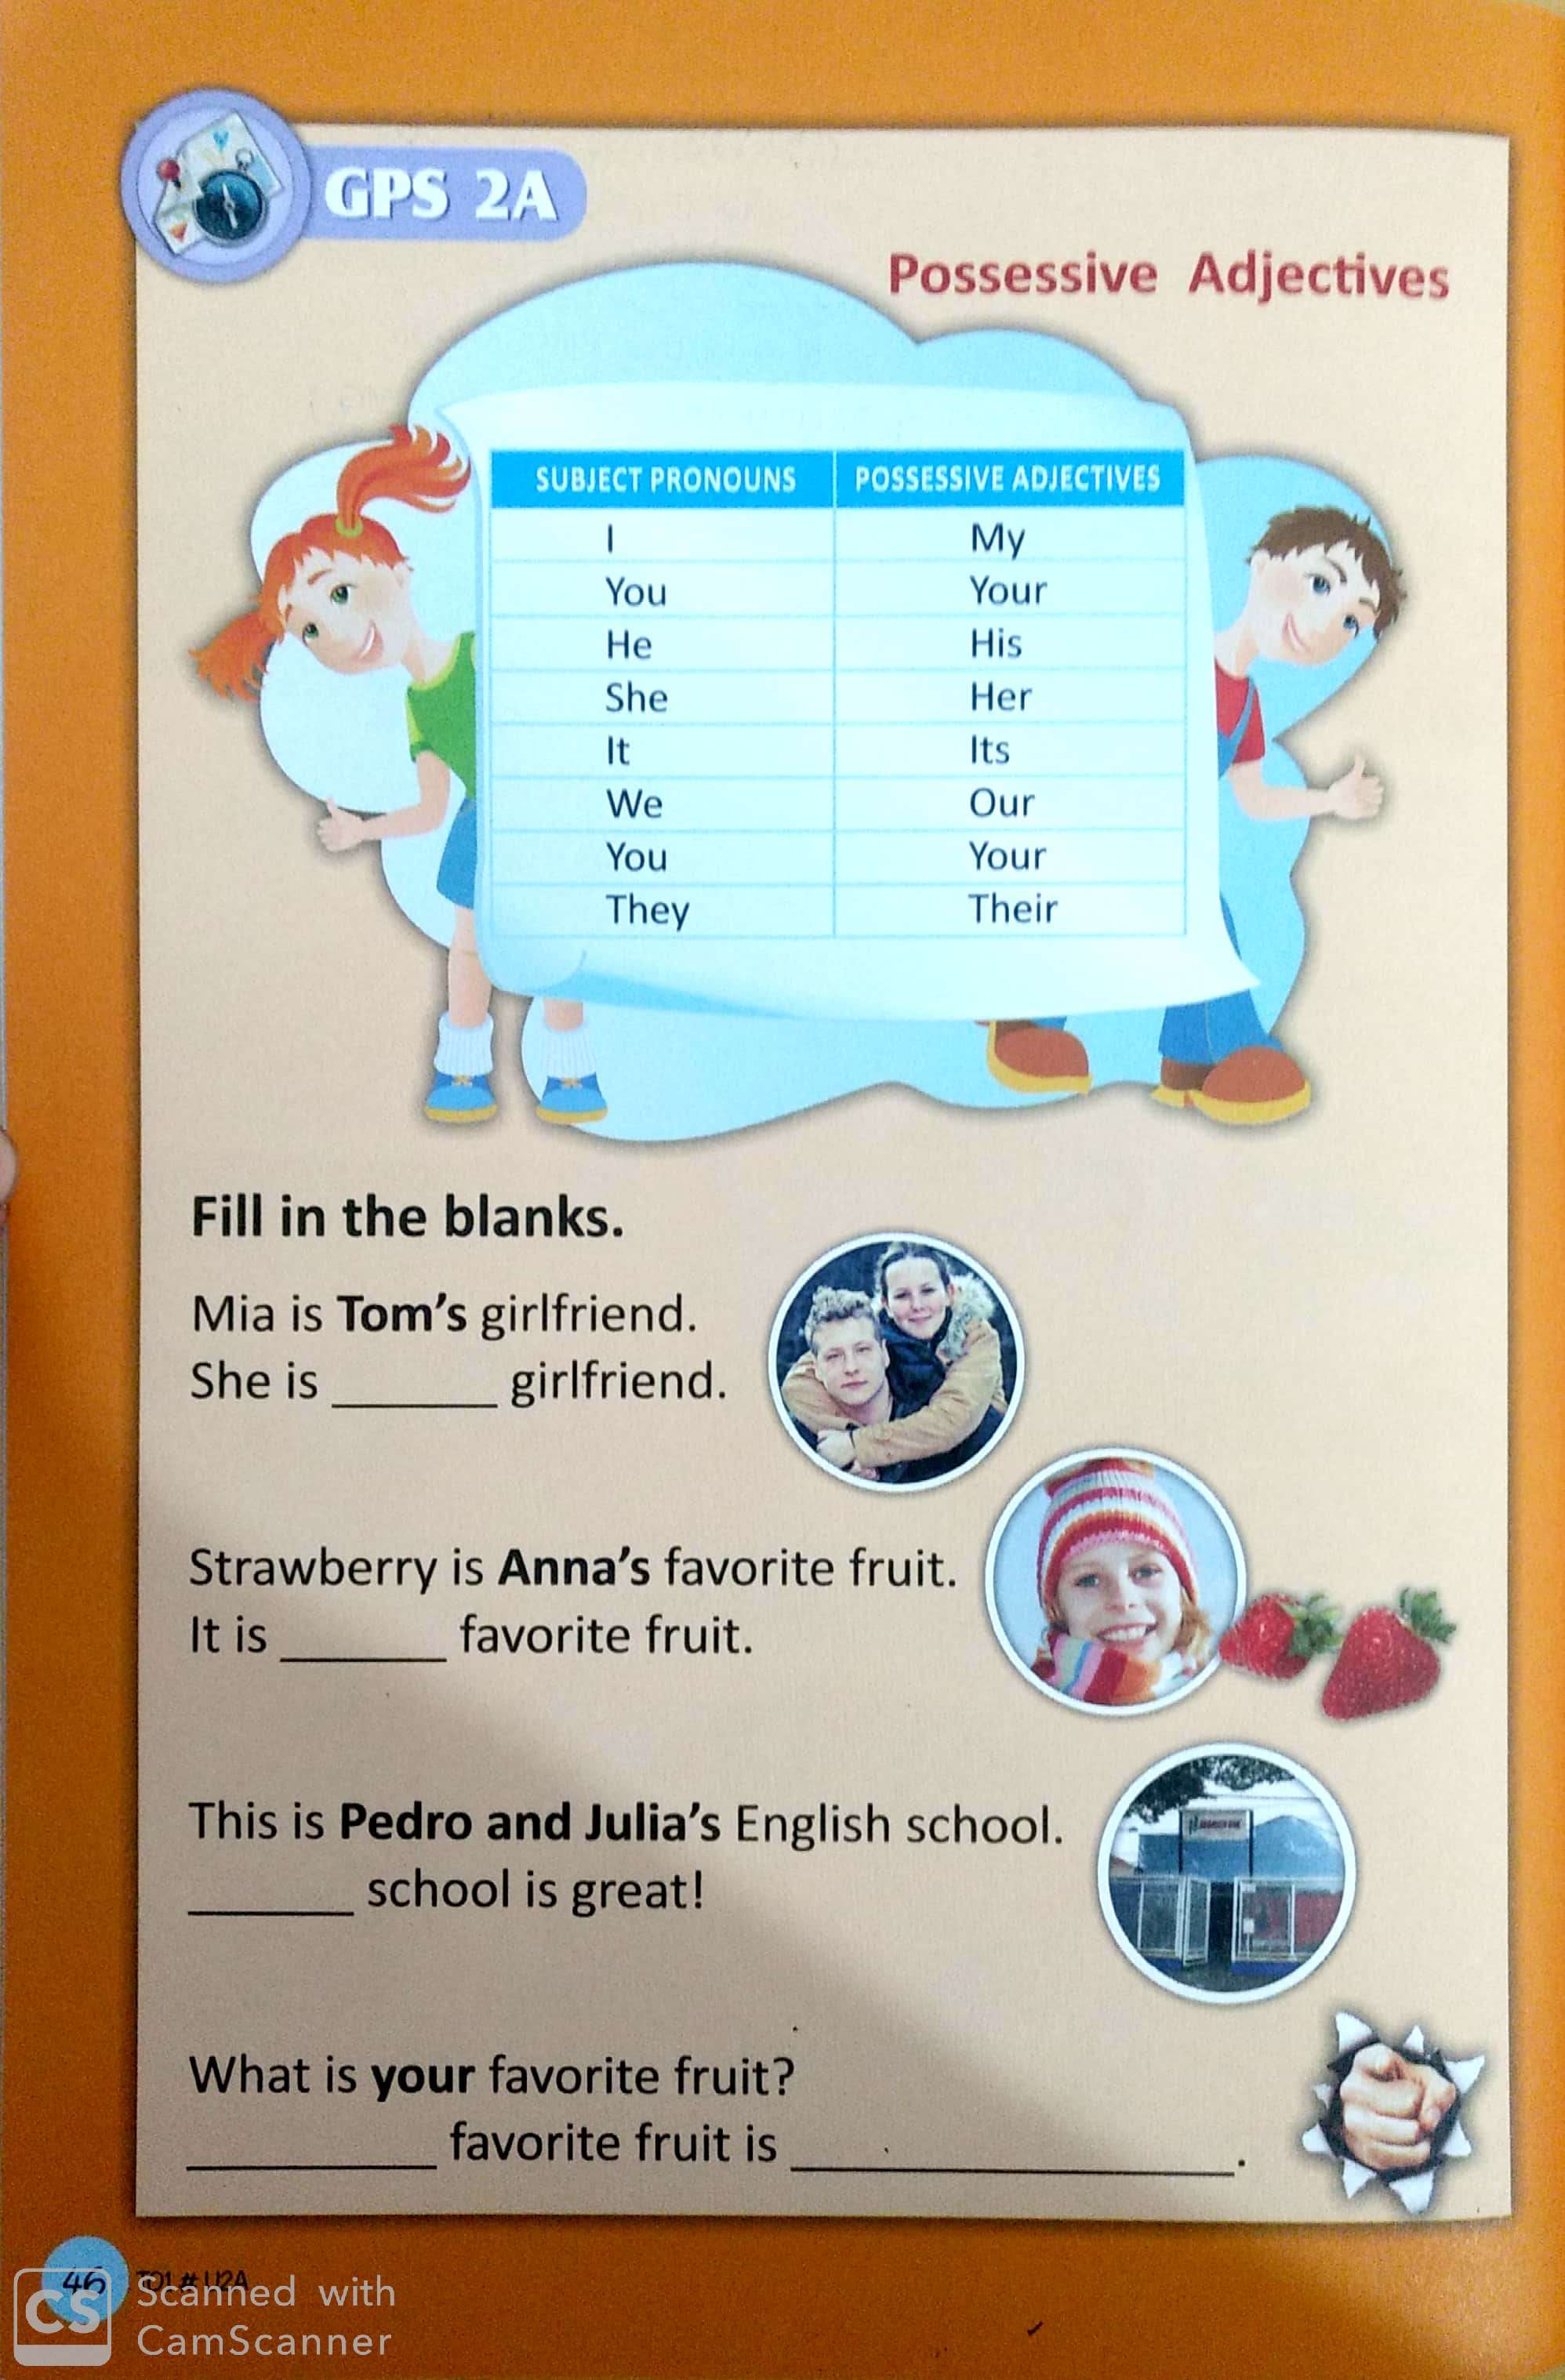 GPS 2A
Possessive Adjectives
SUBJECT PRONOUNS POSSESSIVE ADJECTIVES
I My
You Your
He His
She Her
It Its
We Our
You Your
They Their
Fill in the blanks.
Mia is Tom's girlfriend.
She is ______ girlfriend.
Strawberry is Anna's favorite fruit.
It is ______ favorite fruit.
This is Pedro and Julia's English school.
______ school is great!
What is your favorite fruit?
_________ favorite fruit is ________________.
46 T01#U2A
CS Scanned with
CamScanner